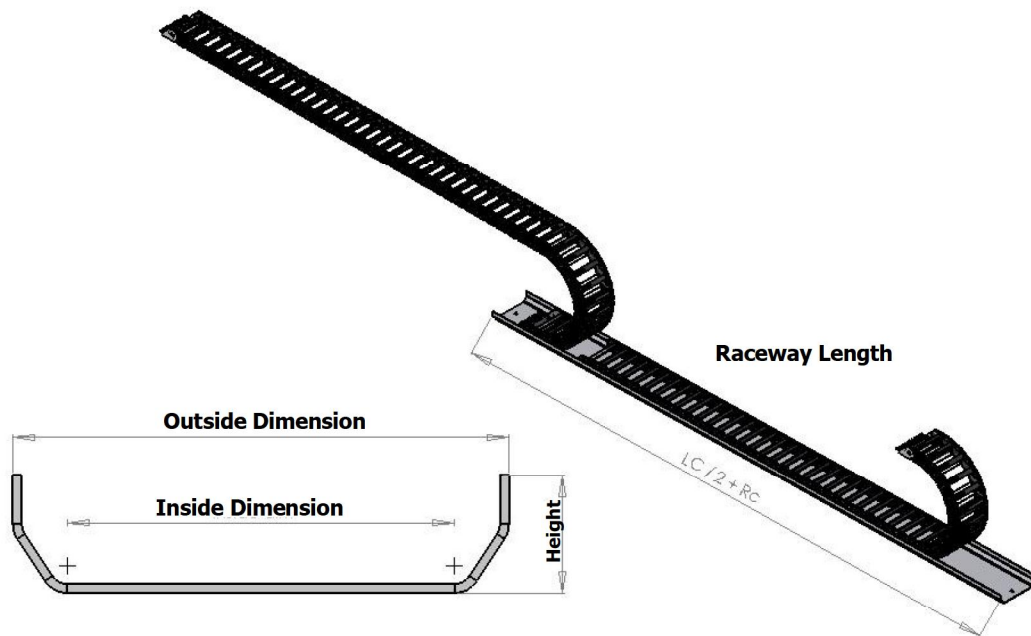 Raceway Length
Outside Dimension
LC / 2 + Rc
Inside Dimension
Height